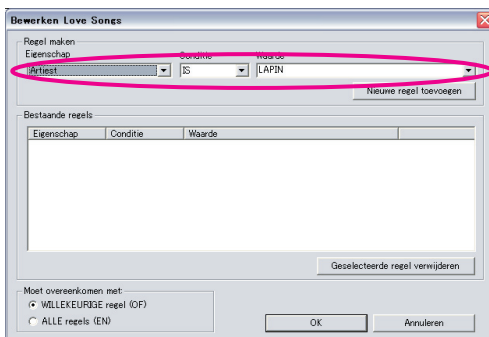 Bewerken Love Songs
Regel maken
Eigenschap Conditie Waarde
Artiest IS LAPIN
Nieuwe regel toevoegen
Bestaande regels
Eigenschap Conditie Waarde
Geselecteerde regel verwijderen
Moet overeenkomen met:
WILLEKEURIGE regel (OF)
ALLE regels (EN)
OK Annuleren